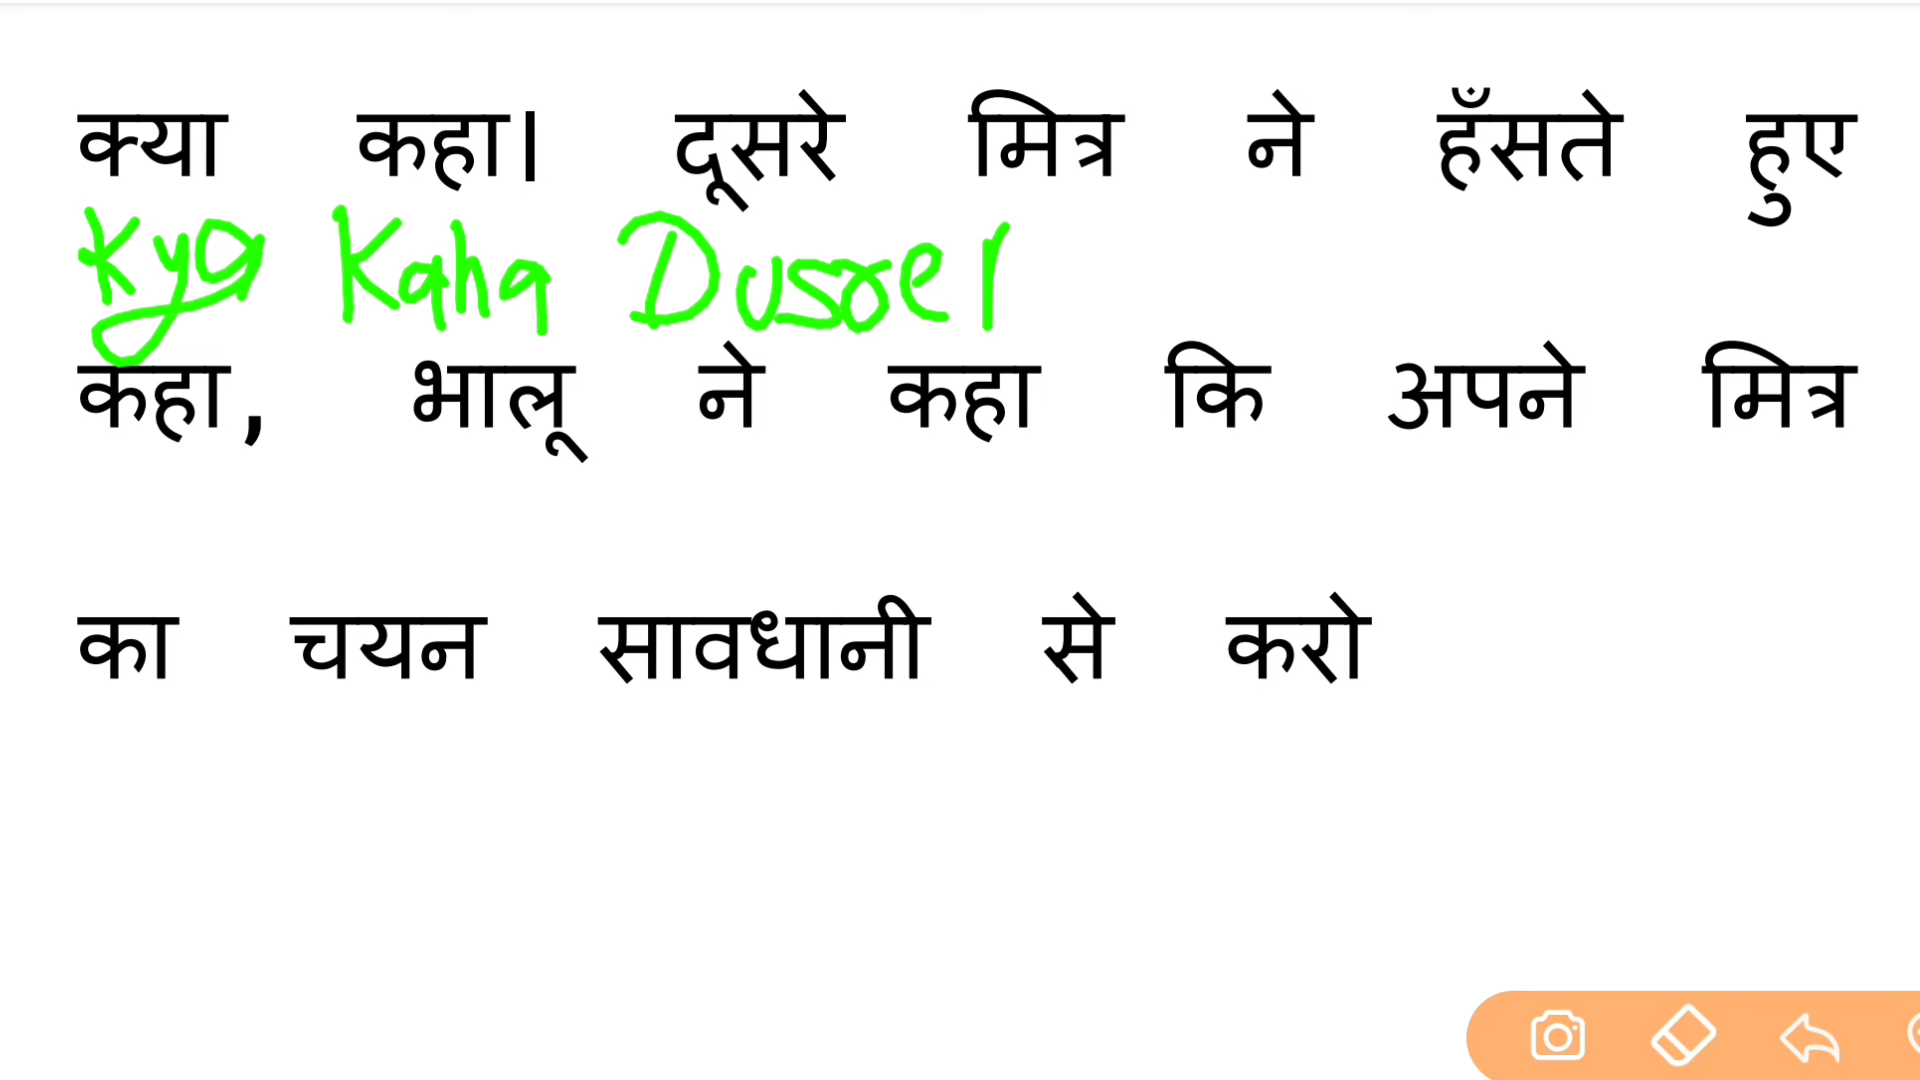 क्या कहा। दूसरे मित्र ने हँसते हुए
Kya Kaha Dusre
कहा, भालू ने कहा कि अपने मित्र
का चयन सावधानी से करो